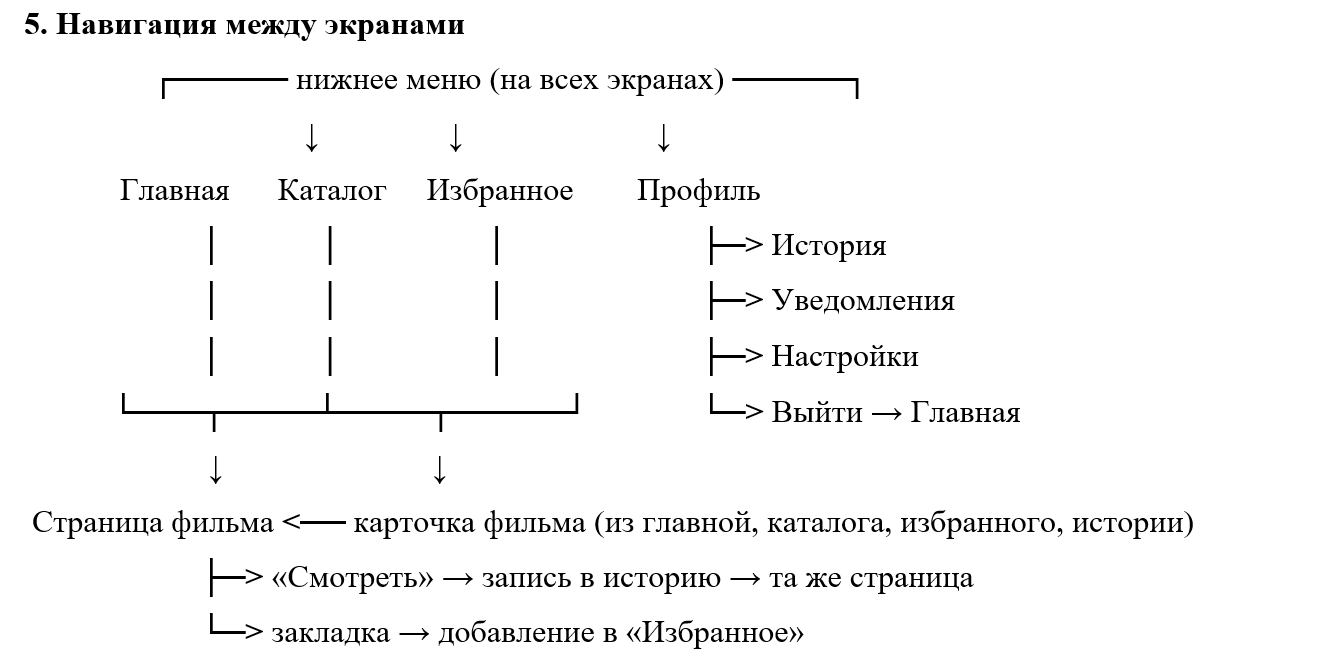 5. Навигация между экранами
┌──── нижнее меню (на всех экранах) ────┐
↓ ↓ ↓
Главная Каталог Избранное Профиль
│ │ │ ├─> История
│ │ │ ├─> Уведомления
│ │ │ ├─> Настройки
└──┬───┴───┬────┘ └─> Выйти → Главная
↓ ↓
Страница фильма <── карточка фильма (из главной, каталога, избранного, истории)
├─> «Смотреть» → запись в историю → та же страница
└─> закладка → добавление в «Избранное»